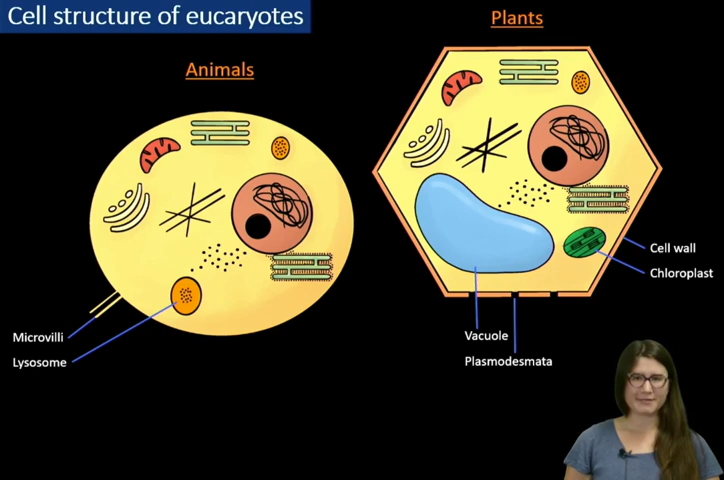 Cell structure of eucaryotes
Plants
Animals
Cell wall
Chloroplast
Microvilli
Vacuole
Lysosome
Plasmodesmata